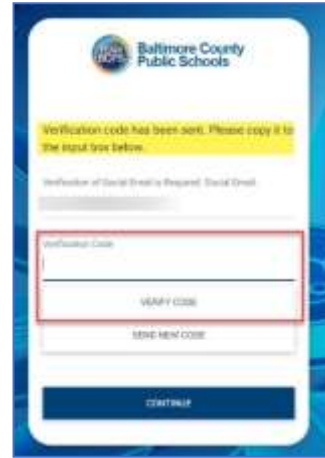 Baltimore County
Public Schools
Verification code has been sent. Please copy it to
the input box below.
Verification of Social Email is Required. Social Email
Verification Code
VERIFY CODE
SEND NEW CODE
CONTINUE